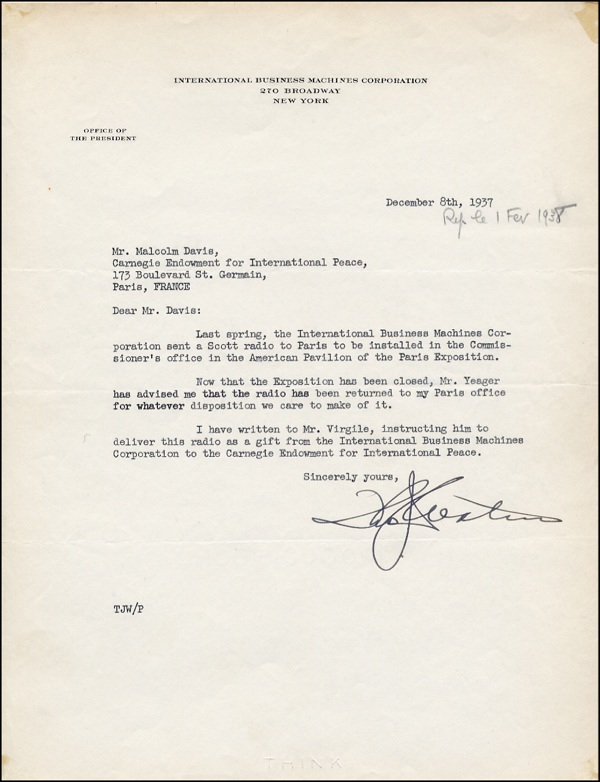 INTERNATIONAL BUSINESS MACHINES CORPORATION
270 BROADWAY
NEW YORK
OFFICE OF
THE PRESIDENT
December 8th, 1937
Rep le 1 Fev 1938
Mr. Malcolm Davis,
Carnegie Endowment for International Peace,
173 Boulevard St. Germain,
Paris, FRANCE
Dear Mr. Davis:
Last spring, the International Business Machines Cor-
poration sent a Scott radio to Paris to be installed in the Commis-
sioner's office in the American Pavilion of the Paris Exposition.
Now that the Exposition has been closed, Mr. Yeager
has advised me that the radio has been returned to my Paris office
for whatever disposition we care to make of it.
I have written to Mr. Virgile, instructing him to
deliver this radio as a gift from the International Business Machines
Corporation to the Carnegie Endowment for International Peace.
Sincerely yours,
Thos J Watson
TJW/P
THINK